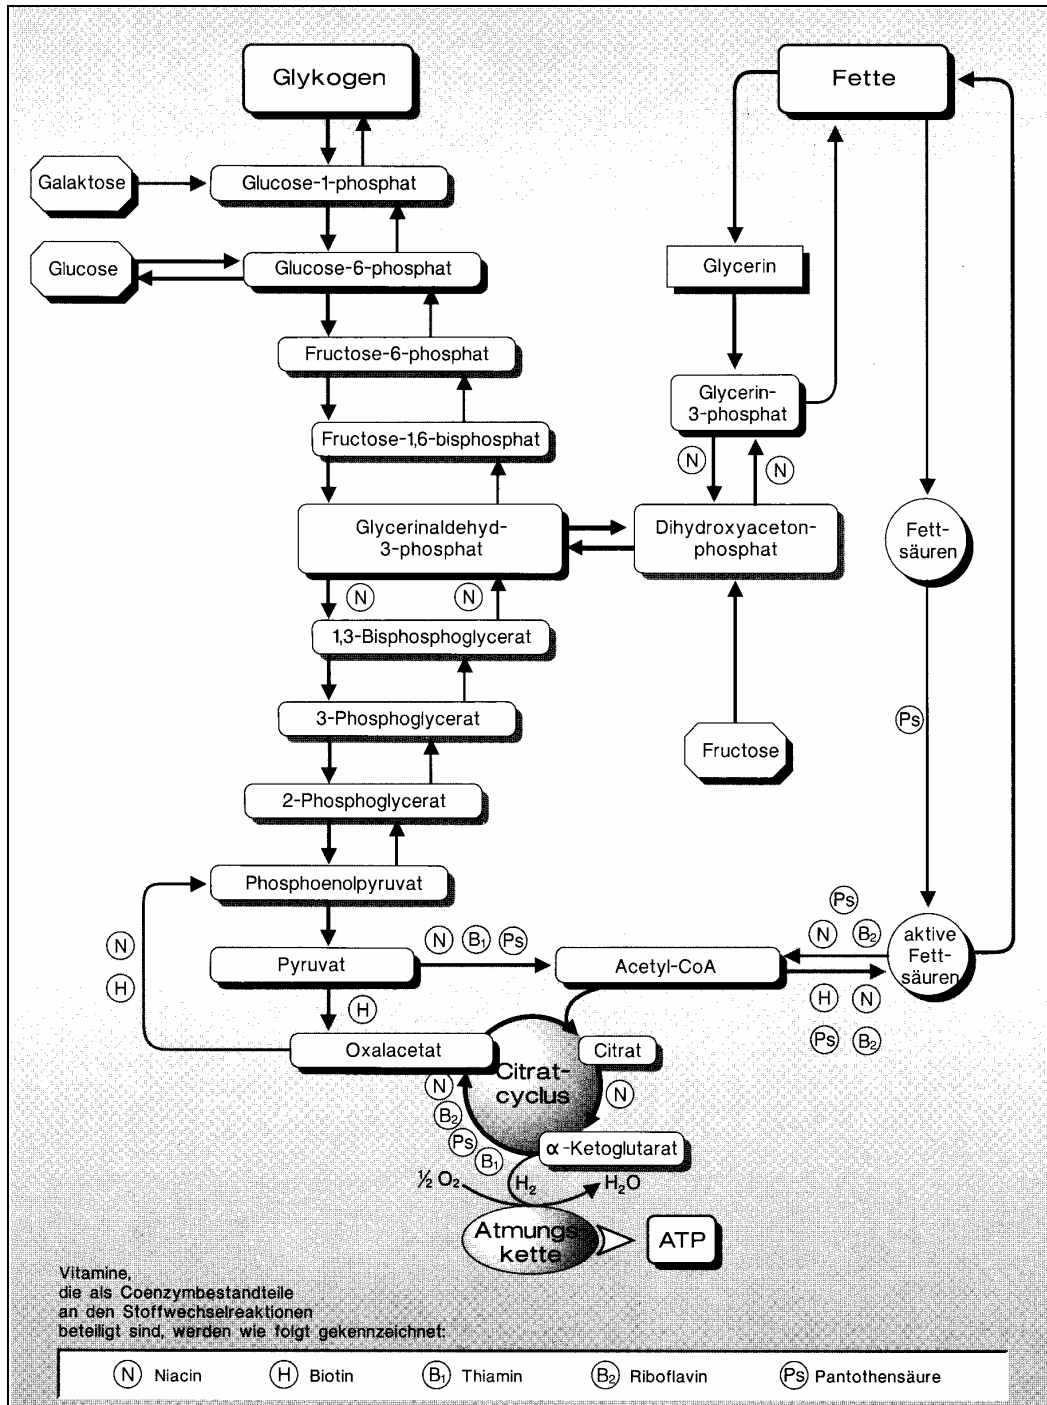 Glykogen
Fette
Galaktose
Glucose-1-phosphat
Glucose
Glucose-6-phosphat
Glycerin
Fructose-6-phosphat
Glycerin-
3-phosphat
Fructose-1,6-bisphosphat
N
N
Glycerinaldehyd-
3-phosphat
Dihydroxyaceton-
phosphat
Fett-
säuren
N
N
1,3-Bisphosphoglycerat
3-Phosphoglycerat
Ps
Fructose
2-Phosphoglycerat
Phosphoenolpyruvat
Ps
N
H
N B1 Ps
N B2
aktive
Fett-
säuren
Pyruvat
Acetyl-CoA
H
H N
Ps B2
Oxalacetat
Citrat
Citrat-
cyclus
N
B2
Ps
B1
N
α-Ketoglutarat
½ O2
H2
H2O
Atmungs-
kette
ATP
Vitamine,
die als Coenzymbestandteile
an den Stoffwechselreaktionen
beteiligt sind, werden wie folgt gekennzeichnet:
N Niacin H Biotin B1 Thiamin B2 Riboflavin Ps Pantothensäure